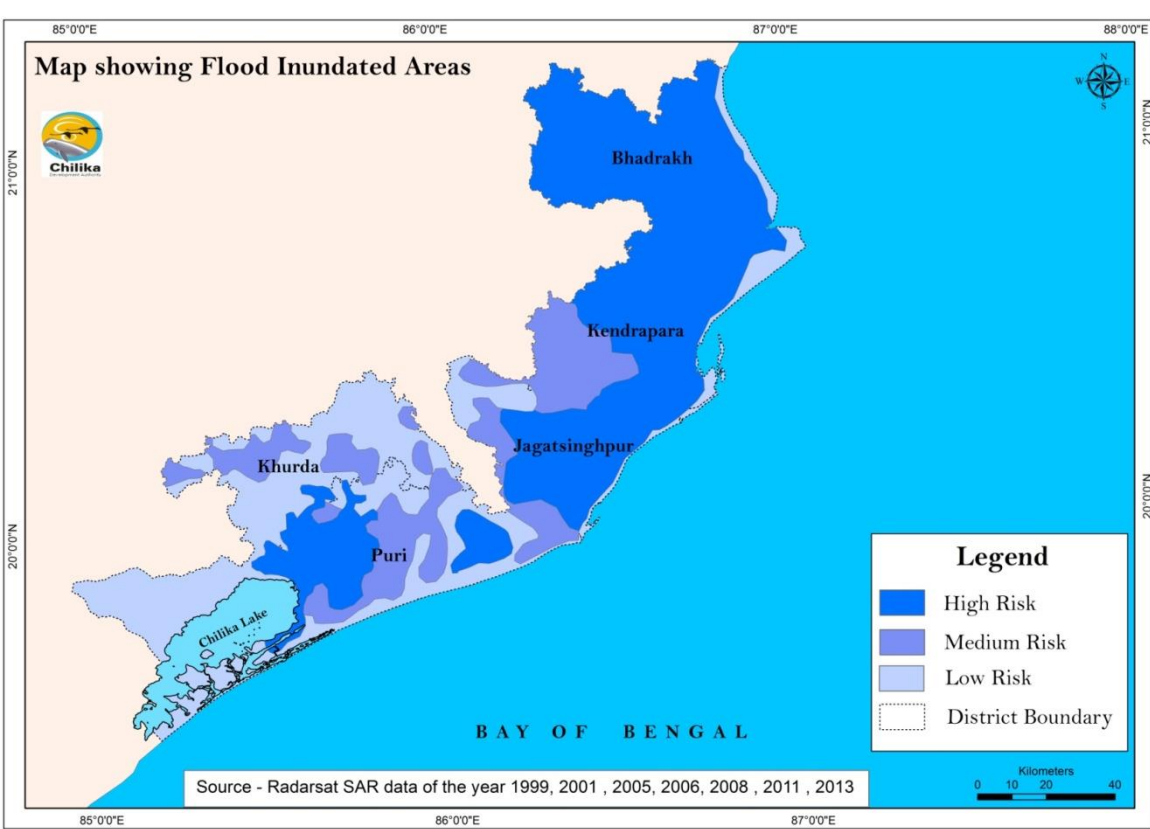 85°0'0"E
86°0'0"E
87°0'0"E
88°0'0"E
Map showing Flood Inundated Areas
N
W
E
S
Chilika
Development Authority
21°0'0"N
21°0'0"N
Bhadrakh
Kendrapara
Jagatsinghpur
Khurda
Puri
20°0'0"N
20°0'0"N
Chilika Lake
Legend
High Risk
Medium Risk
Low Risk
District Boundary
BAY OF BENGAL
Kilometers
0 10 20 40
Source - Radarsat SAR data of the year 1999, 2001 , 2005, 2006, 2008 , 2011 , 2013
85°0'0"E
86°0'0"E
87°0'0"E